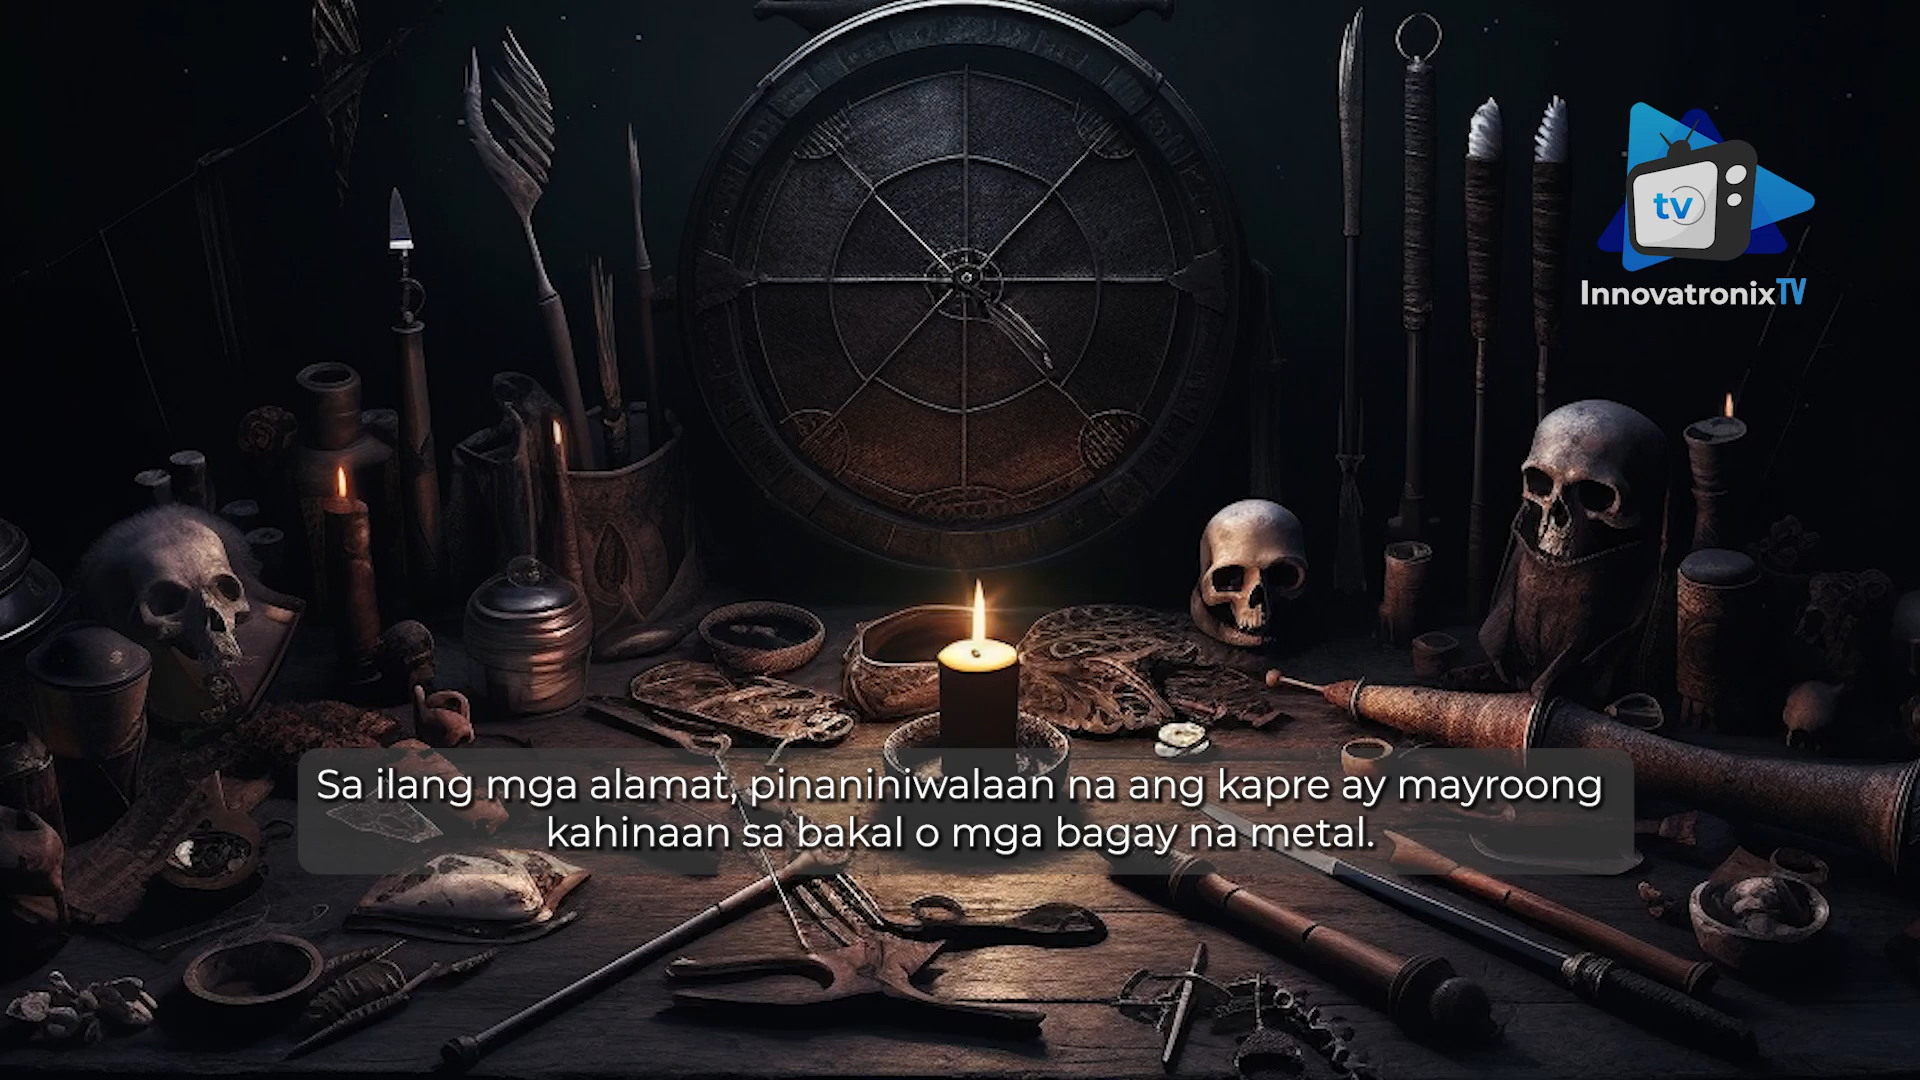 tv
InnovatronixTV
Sa ilang mga alamat, pinaniniwalaan na ang kapre ay mayroong
kahinaan sa bakal o mga bagay na metal.